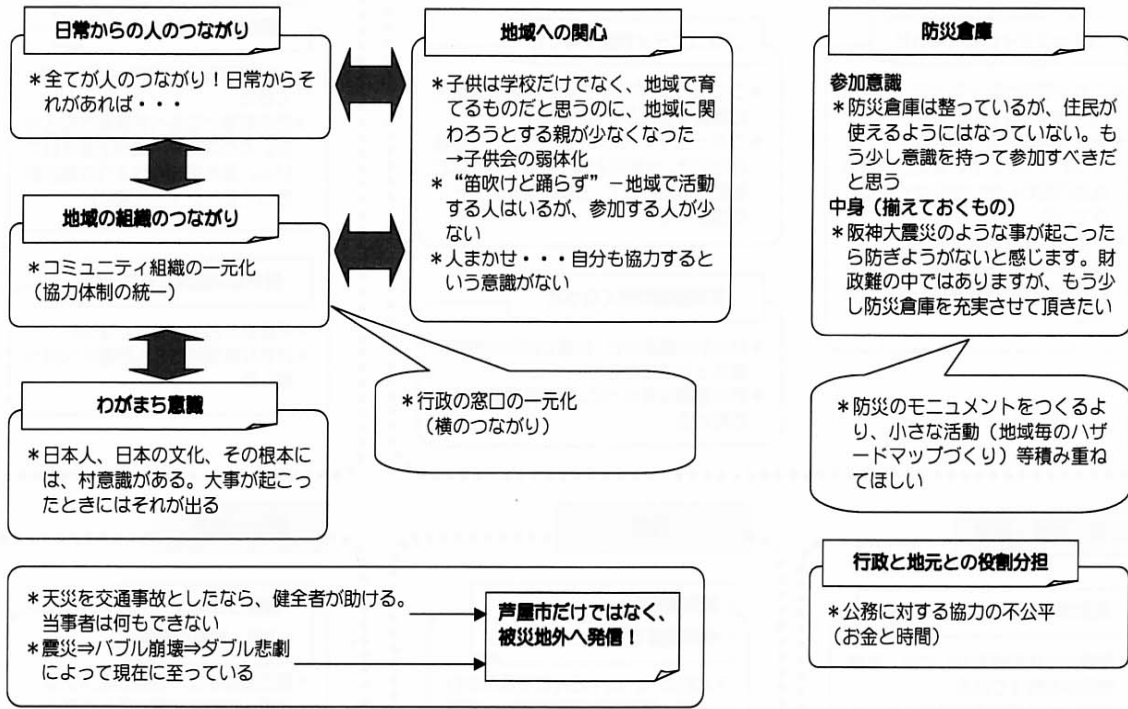 日常からの人のつながり
*全てが人のつながり！日常からそ
れがあれば・・・
地域の組織のつながり
*コミュニティ組織の一元化
（協力体制の統一）
わがまち意識
*日本人、日本の文化、その根本に
は、村意識がある。大事が起こっ
たときにはそれが出る
地域への関心
*子供は学校だけでなく、地域で育
てるものだと思うのに、地域に関
わろうとする親が少なくなった
→子供会の弱体化
*“笛吹けど踊らず”－地域で活動
する人はいるが、参加する人が少
ない
*人まかせ・・・自分も協力すると
いう意識がない
*行政の窓口の一元化
（横のつながり）
防災倉庫
参加意識
*防災倉庫は整っているが、住民が
使えるようにはなっていない。も
う少し意識を持って参加すべきだ
と思う
中身（揃えておくもの）
*阪神大震災のような事が起こった
ら防ぎようがないと感じます。財
政難の中ではありますが、もう少
し防災倉庫を充実させて頂きたい
*防災のモニュメントをつくるよ
り、小さな活動（地域毎のハザ
ードマップづくり）等積み重ね
てほしい
行政と地元との役割分担
*公務に対する協力の不公平
（お金と時間）
*天災を交通事故としたなら、健全者が助ける。
当事者は何もできない
*震災⇒バブル崩壊⇒ダブル悲劇
によって現在に至っている
芦屋市だけではなく、
被災地外へ発信！